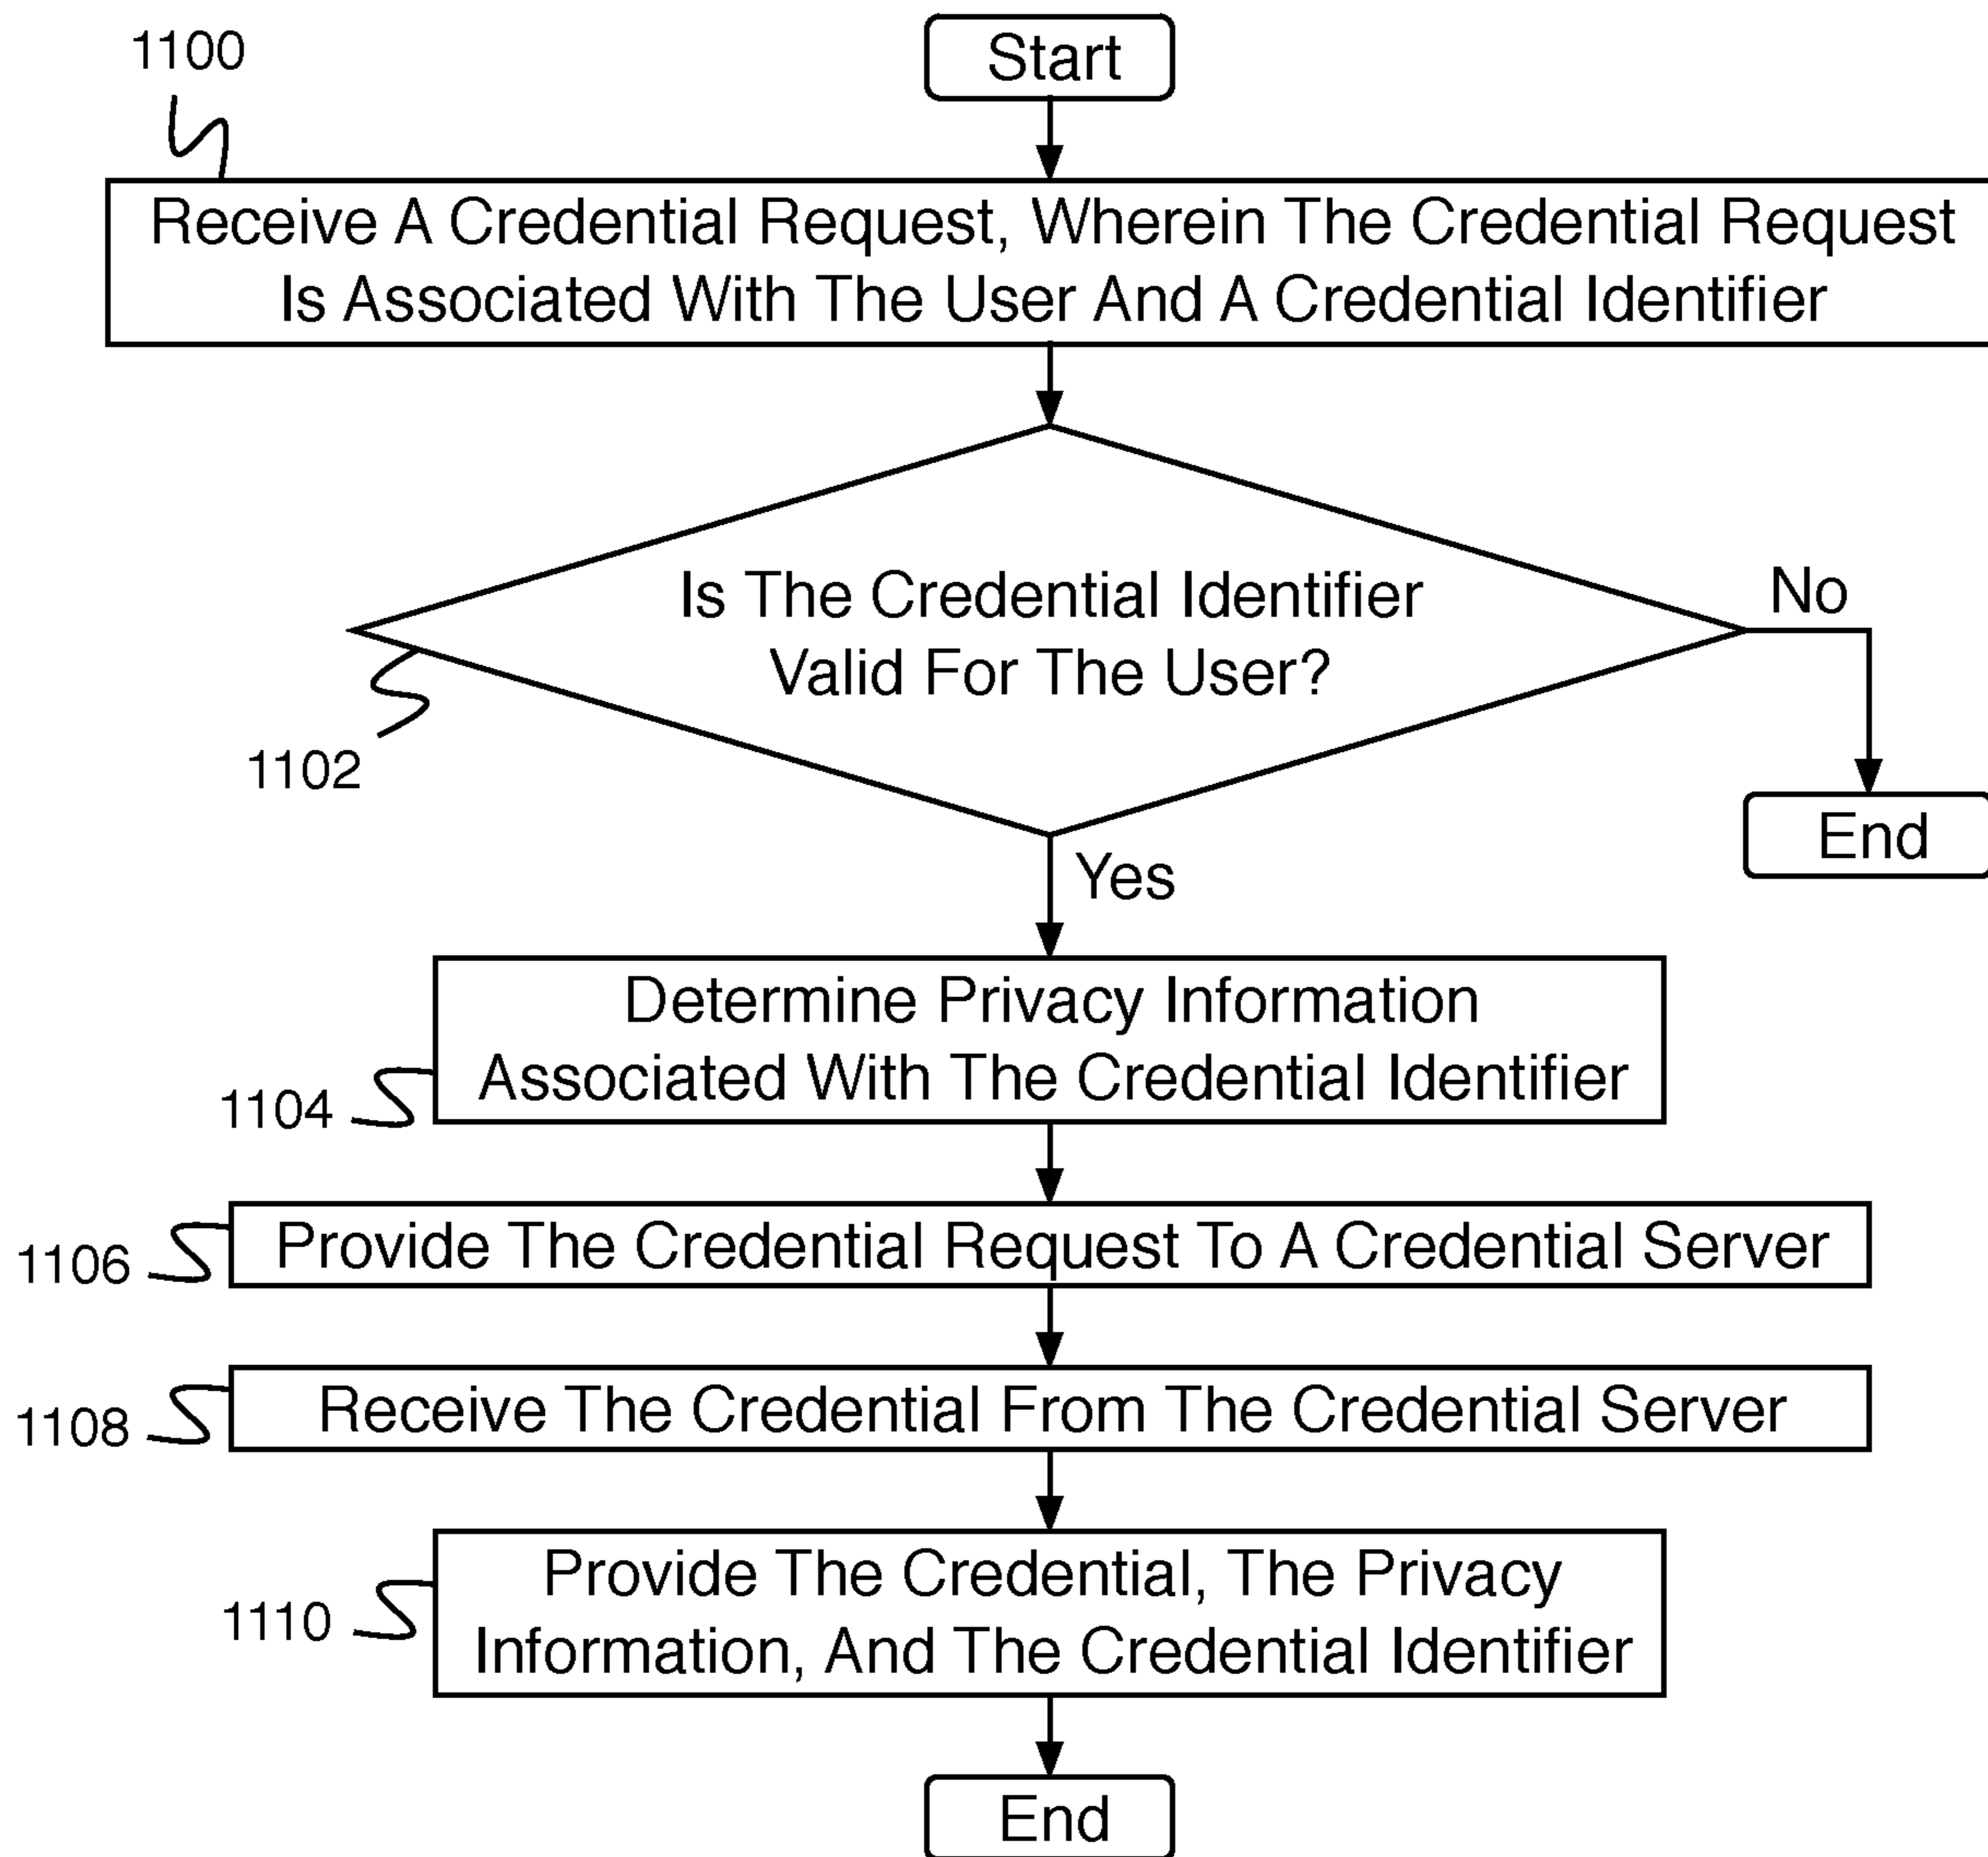 1100
Start
Receive A Credential Request, Wherein The Credential Request
Is Associated With The User And A Credential Identifier
Is The Credential Identifier
Valid For The User?
No
1102
End
Yes
Determine Privacy Information
Associated With The Credential Identifier
1104
Provide The Credential Request To A Credential Server
1106
Receive The Credential From The Credential Server
1108
Provide The Credential, The Privacy
Information, And The Credential Identifier
1110
End